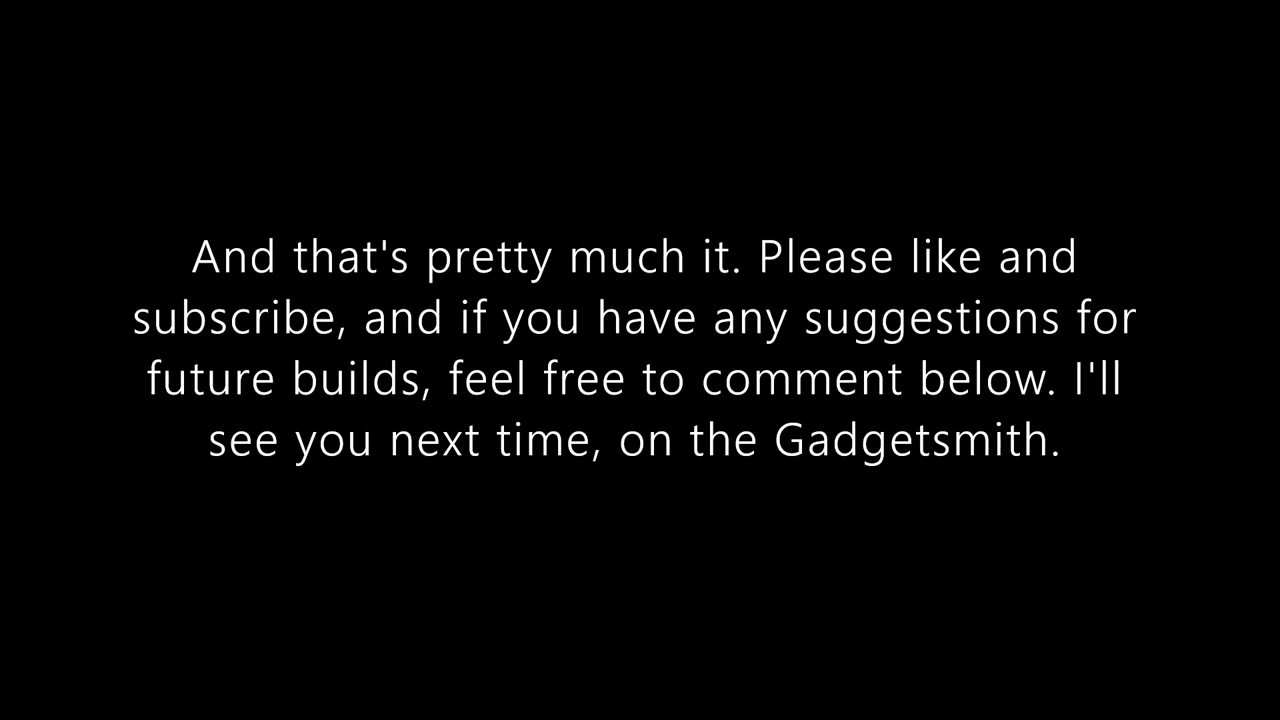 And that's pretty much it. Please like and
subscribe, and if you have any suggestions for
future builds, feel free to comment below. I'll
see you next time, on the Gadgetsmith.